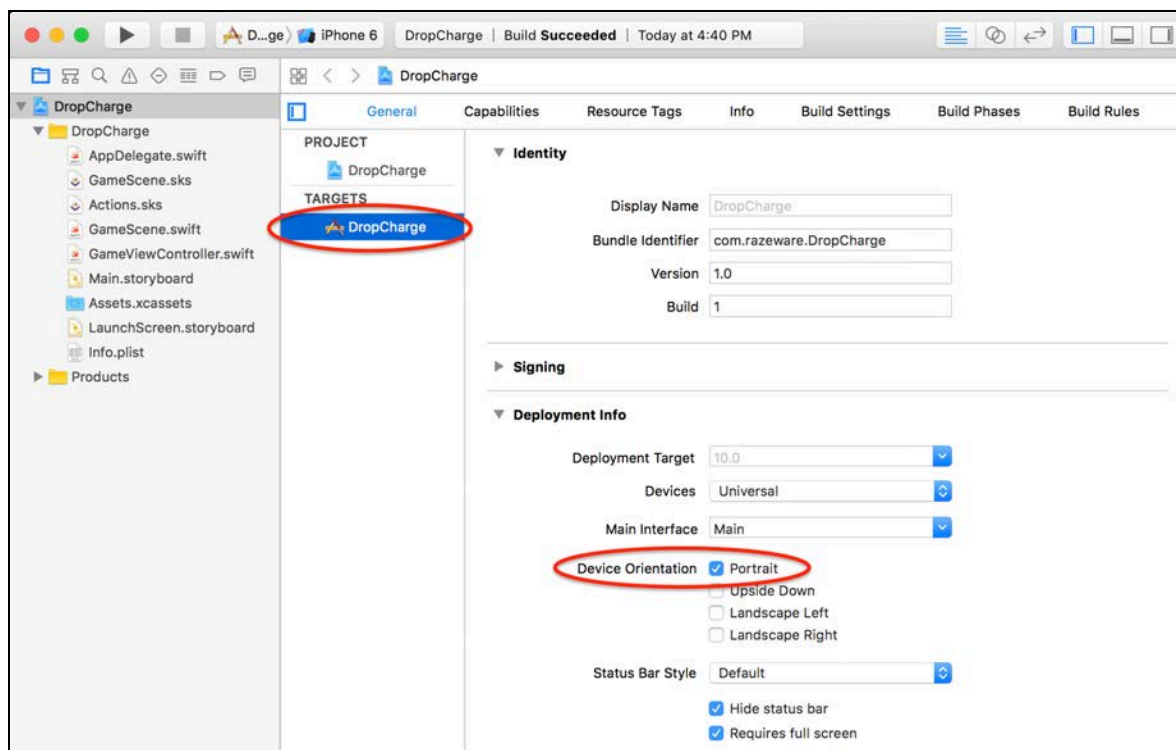 D...ge
iPhone 6
DropCharge | Build Succeeded | Today at 4:40 PM
DropCharge
DropCharge
General
Capabilities
Resource Tags
Info
Build Settings
Build Phases
Build Rules
DropCharge
AppDelegate.swift
GameScene.sks
Actions.sks
GameScene.swift
GameViewController.swift
Main.storyboard
Assets.xcassets
LaunchScreen.storyboard
Info.plist
Products
PROJECT
DropCharge
TARGETS
DropCharge
Identity
Display Name DropCharge
Bundle Identifier com.razeware.DropCharge
Version 1.0
Build 1
Signing
Deployment Info
Deployment Target 10.0
Devices Universal
Main Interface Main
Device Orientation Portrait
Upside Down
Landscape Left
Landscape Right
Status Bar Style Default
Hide status bar
Requires full screen